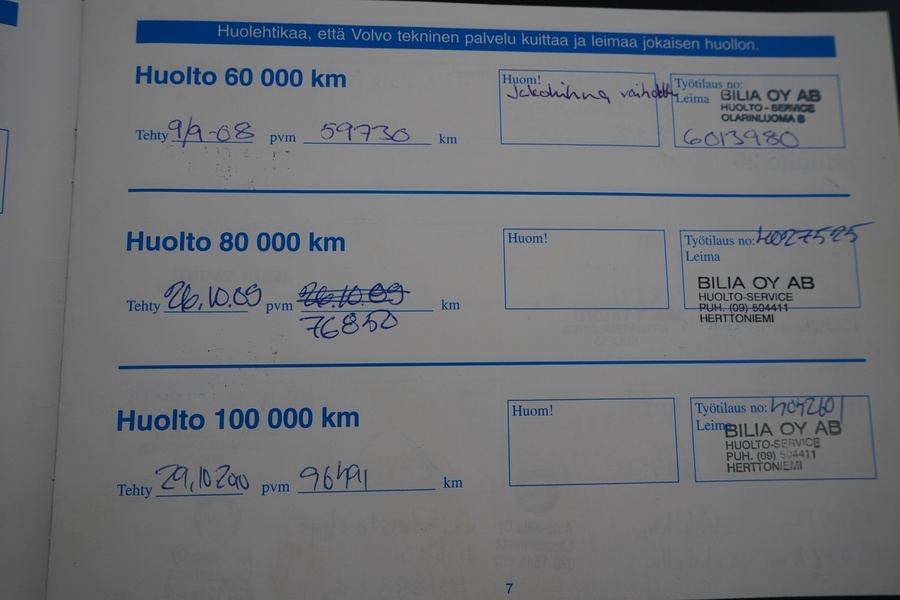 Huolehtikaa, että Volvo tekninen palvelu kuittaa ja leimaa jokaisen huollon.
Huolto 60 000 km
Tehty 9/9-08 pvm 59730 km
Huom!
Jakohihna vaihdettu
Työtilaus no:
Leima
BILIA OY AB
HUOLTO - SERVICE
OLARINLUOMA 8
6013980
Huolto 80 000 km
Tehty 26.10.09 pvm 26.10.09 km
76850
Huom!
Työtilaus no: 4027525
Leima
BILIA OY AB
HUOLTO-SERVICE
PUH. (09) 504411
HERTTONIEMI
Huolto 100 000 km
Tehty pvm 96491 km
Huom!
Työtilaus no: 4042601
Leima
BILIA OY AB
HUOLTO-SERVICE
PUH. (09) 504411
HERTTONIEMI
7